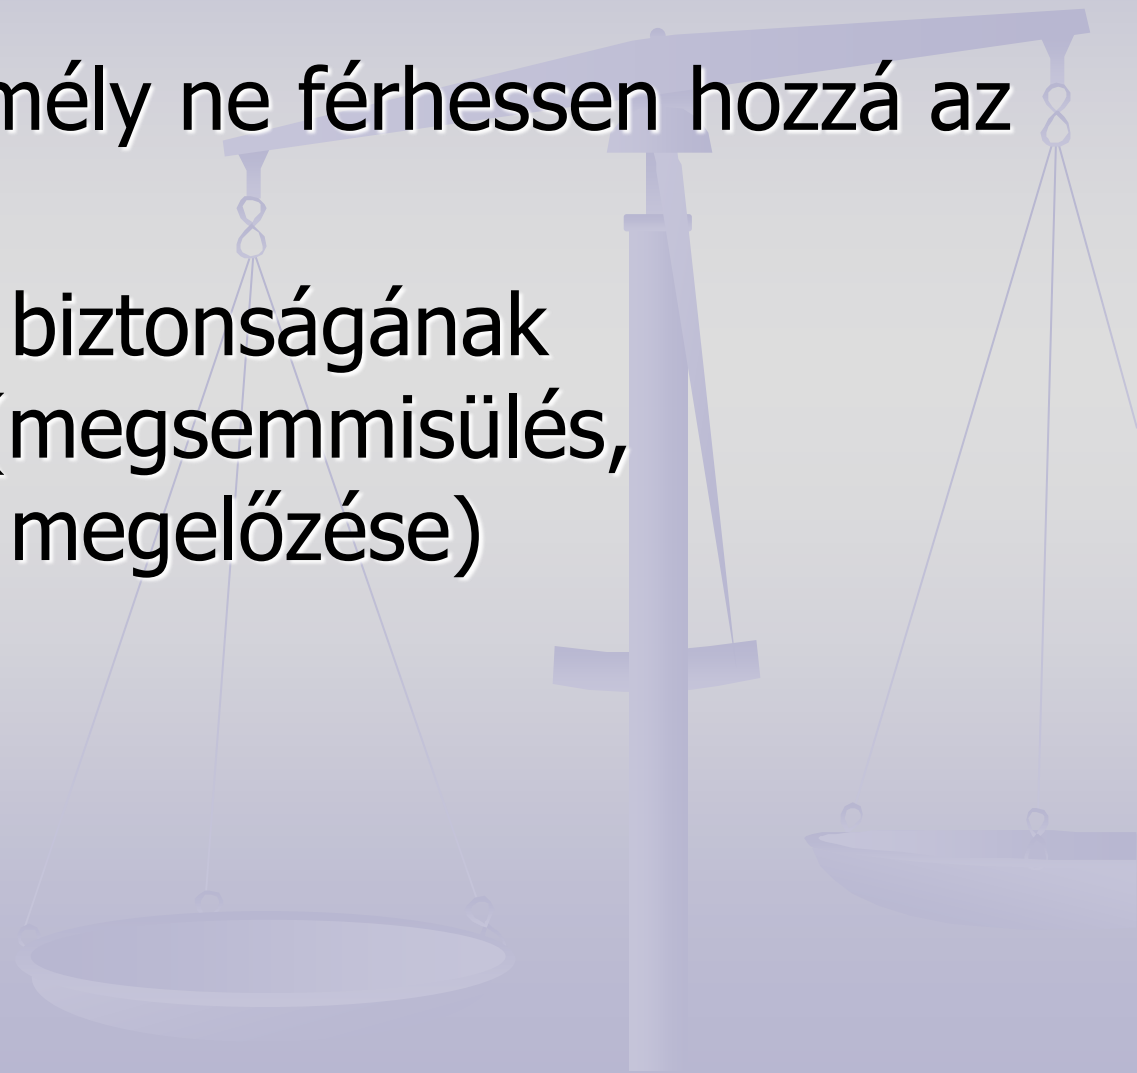 mély ne férhessen hozzá az
biztonságának
(megsemmisülés,
megelőzése)